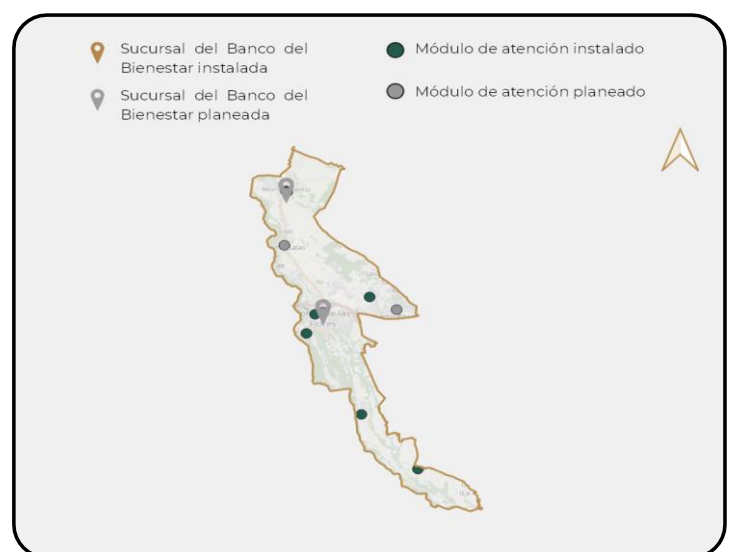 Sucursal del Banco del
Bienestar instalada
Sucursal del Banco del
Bienestar planeada
Módulo de atención instalado
Módulo de atención planeado